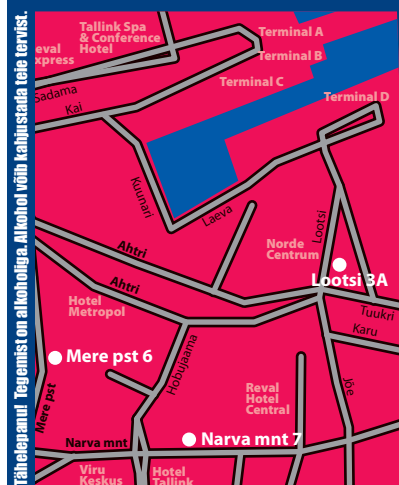 Tähelepanu! Tegemist on alkoholiga. Alkohol võib kahjustada teie tervist.
Tallink Spa
& Conference
Hotel
eval
xpress
Terminal A
Terminal B
Terminal C
Terminal D
Sadama
Kai
Kuunari
Laeva
Lootsi
Ahtri
Norde
Centrum
Lootsi 3A
Ahtri
Hotel
Metropol
Tuukri
Karu
Mere pst 6
Hobujaama
Jõe
Mere pst
Reval
Hotel
Central
Narva mnt 7
Narva mnt
Viru
Keskus
Hotel
Tallink